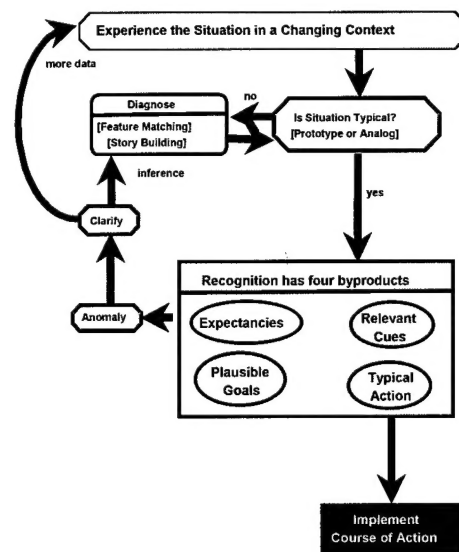 Experience the Situation in a Changing Context
more data
Diagnose
no
Is Situation Typical?
[Feature Matching]
[Prototype or Analog]
[Story Building]
inference
yes
Clarify
Recognition has four byproducts
Anomaly
Expectancies
Relevant
Cues
Plausible
Goals
Typical
Action
Implement
Course of Action